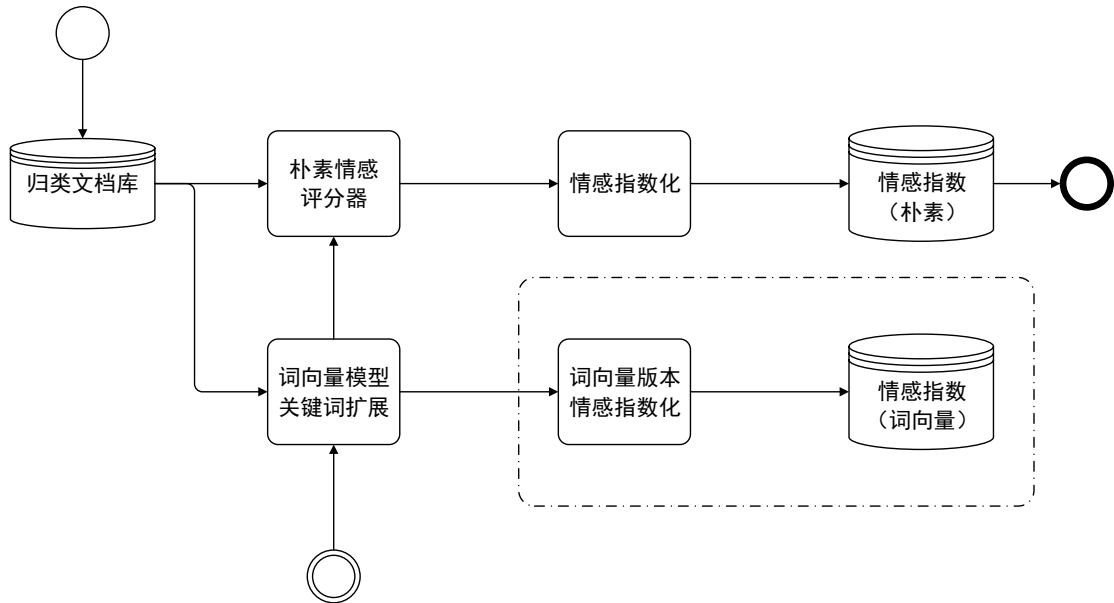 归类文档库
朴素情感
评分器
情感指数化
情感指数
（朴素）
词向量模型
关键词扩展
词向量版本
情感指数化
情感指数
（词向量）